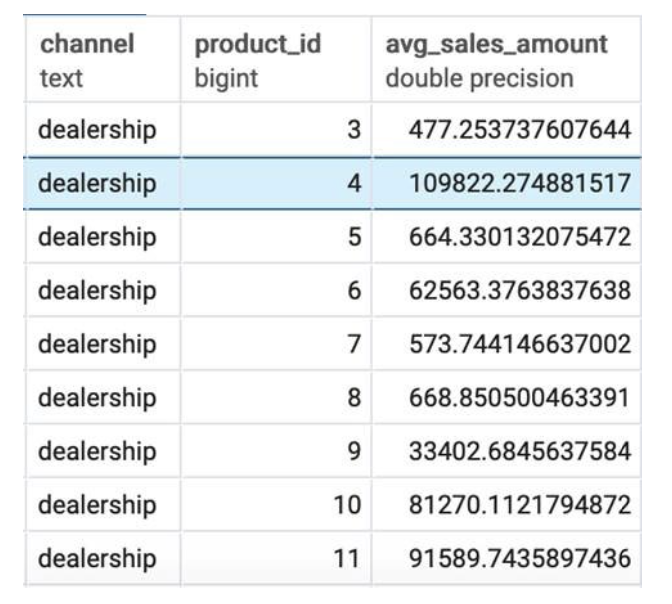 channel product_id avg_sales_amount
text bigint double precision
dealership 3 477.253737607644
dealership 4 109822.274881517
dealership 5 664.330132075472
dealership 6 62563.3763837638
dealership 7 573.744146637002
dealership 8 668.850500463391
dealership 9 33402.6845637584
dealership 10 81270.1121794872
dealership 11 91589.7435897436